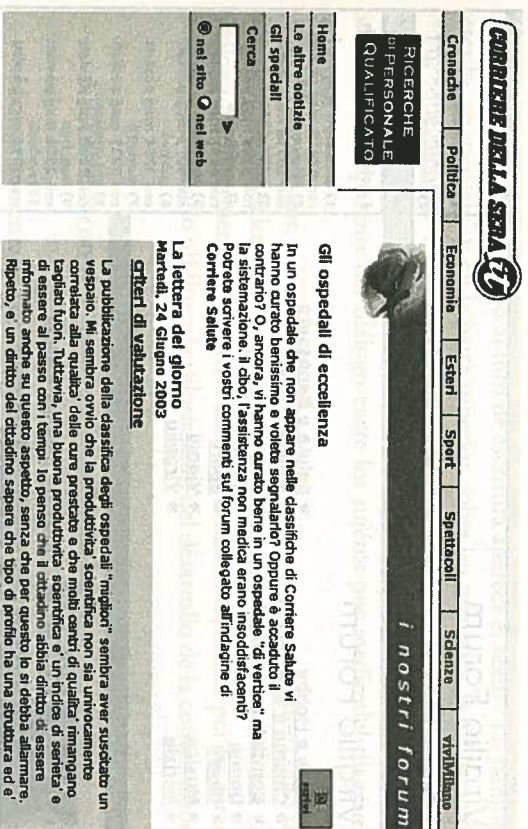 CORRIERE DELLA SERA it
Cronache Politica Economia Esteri Sport Spettacoli Scienze viviMilano
RICERCHE
DI PERSONALE
QUALIFICATO
i nostri forum
Home
Le altre notizie
Gli speciali
Cerca
nel sito nel web
Gli ospedali di eccellenza
In un ospedale che non appare nelle classifiche di Corriere Salute vi
hanno curato benissimo e volete segnalarlo? Oppure è accaduto il
contrario? O, ancora, vi hanno curato bene in un ospedale "di vertice" ma
la sistemazione, il cibo, l'assistenza non medica erano insoddisfacenti?
Potrete scrivere i vostri commenti sul forum collegato all'indagine di
Corriere Salute
scrivi
La lettera del giorno
Martedì, 24 Giugno 2003
criteri di valutazione
La pubblicazione della classifica degli ospedali "migliori" sembra aver suscitato un
vespaio. Mi sembra ovvio che la produttivita' scientifica non sia univocamente
correlata alla qualita' delle cure prestate e che molti centri di qualita' rimangano
tagliati fuori. Tuttavia, una buona produttivita' scientifica e' un indice di serieta' e
di essere al passo con i tempi. Io penso che il cittadino abbia diritto di essere
informato anche su questo aspetto, senza che per questo lo si debba allarmare.
Ripeto, e' un diritto del cittadino sapere che tipo di profilo ha una struttura ed e'